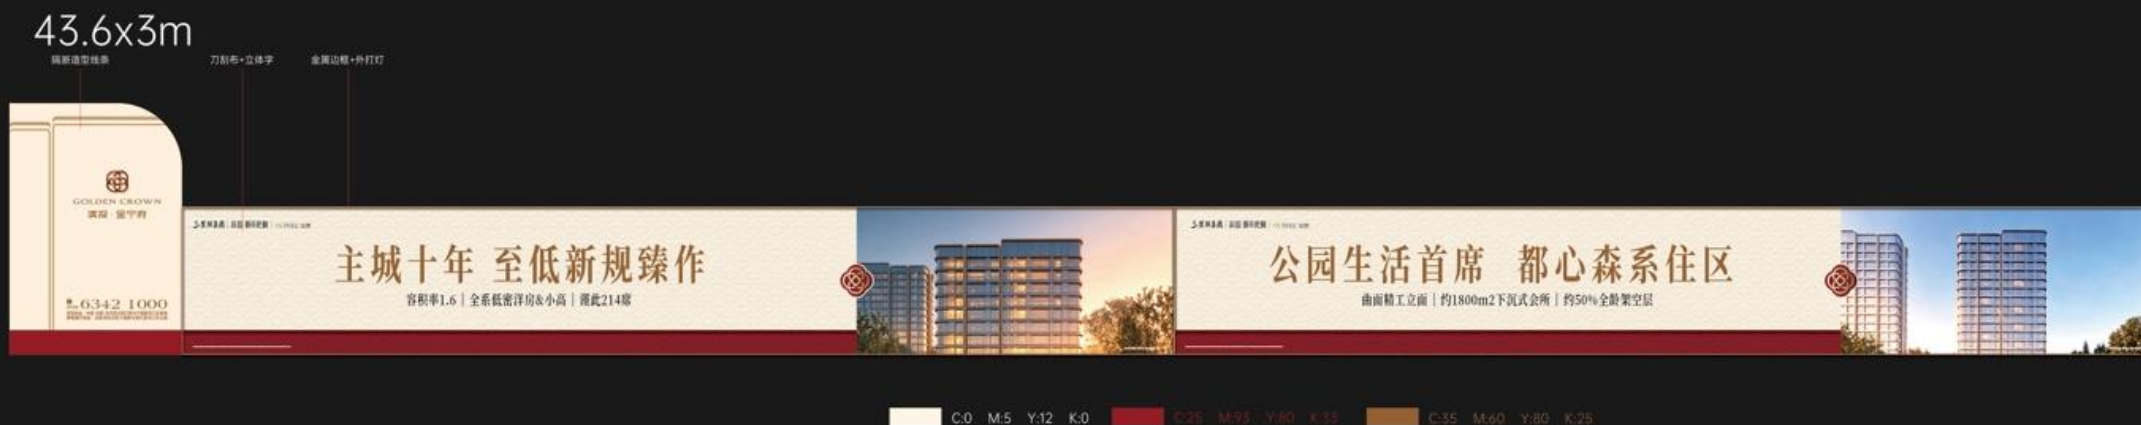 43.6x3m
隔断造型线条
刀刮布+立体字
金属边框+外打灯
GOLDEN CROWN
6342 1000
主城十年 至低新规臻作
容积率1.6 | 全系低密洋房&小高 | 谨此214席
公园生活首席 都心森系住区
曲面精工立面 | 约1800m2下沉式会所 | 约50%全龄架空层
C:0 M:5 Y:12 K:0
C:25 M:93 Y:80 K:33
C:35 M:60 Y:80 K:25